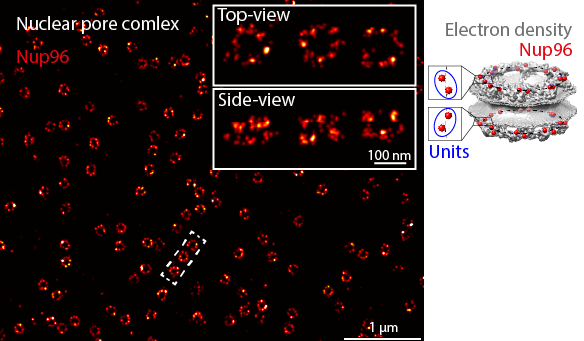 Nuclear pore comlex
Nup96
Top-view
Side-view
100 nm
1 µm
Electron density
Nup96
Units